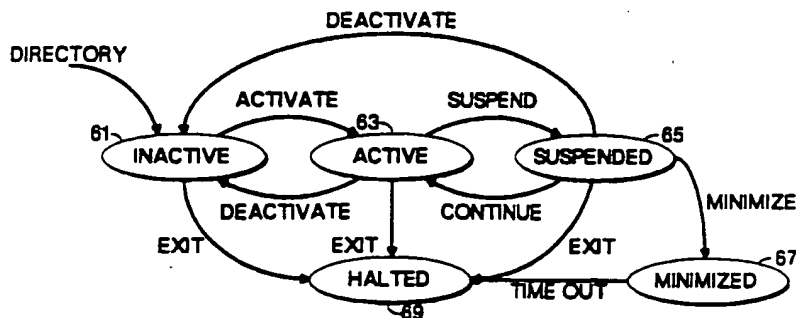 DEACTIVATE
DIRECTORY
ACTIVATE
SUSPEND
61
63
65
INACTIVE
ACTIVE
SUSPENDED
DEACTIVATE
CONTINUE
MINIMIZE
EXIT
EXIT
EXIT
67
HALTED
TIME OUT
MINIMIZED
69